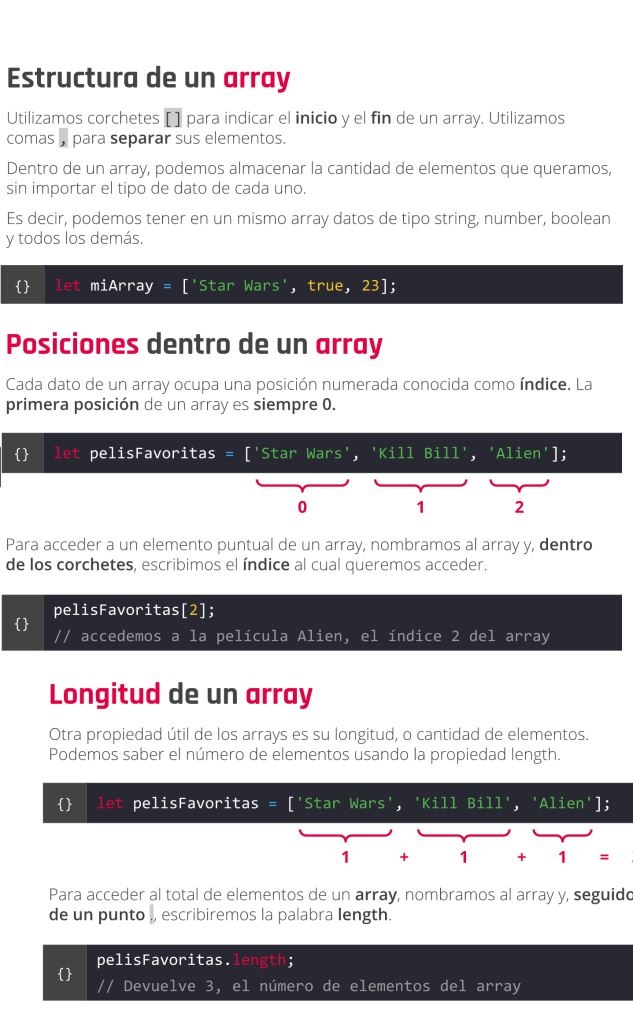 Estructura de un array
Utilizamos corchetes [] para indicar el inicio y el fin de un array. Utilizamos
comas , para separar sus elementos.
Dentro de un array, podemos almacenar la cantidad de elementos que queramos,
sin importar el tipo de dato de cada uno.
Es decir, podemos tener en un mismo array datos de tipo string, number, boolean
y todos los demás.
{} let miArray = ['Star Wars', true, 23];
Posiciones dentro de un array
Cada dato de un array ocupa una posición numerada conocida como índice. La
primera posición de un array es siempre 0.
{} let pelisFavoritas = ['Star Wars', 'Kill Bill', 'Alien'];
0 1 2
Para acceder a un elemento puntual de un array, nombramos al array y, dentro
de los corchetes, escribimos el índice al cual queremos acceder.
{} pelisFavoritas[2];
// accedemos a la película Alien, el índice 2 del array
Longitud de un array
Otra propiedad útil de los arrays es su longitud, o cantidad de elementos.
Podemos saber el número de elementos usando la propiedad length.
{} let pelisFavoritas = ['Star Wars', 'Kill Bill', 'Alien'];
1 + 1 + 1 =
Para acceder al total de elementos de un array, nombramos al array y, seguido
de un punto ., escribiremos la palabra length.
{} pelisFavoritas.length;
// Devuelve 3, el número de elementos del array